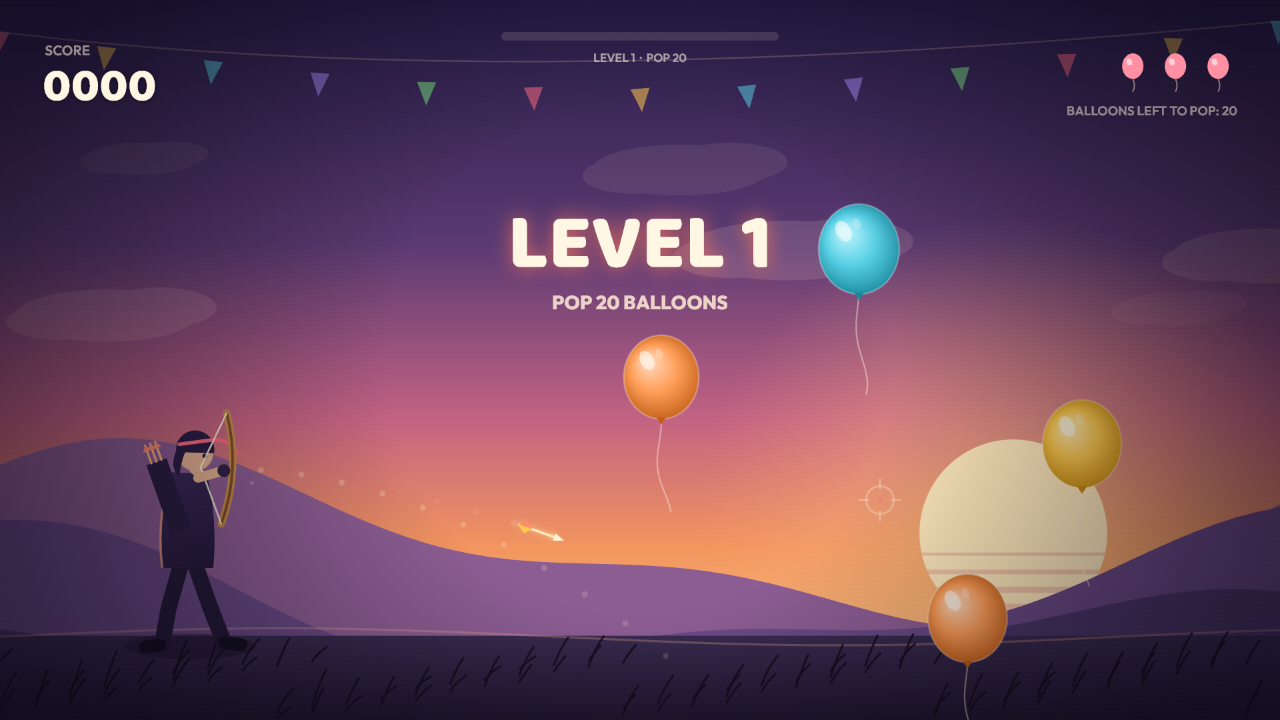 SCORE
0000
LEVEL 1 · POP 20
BALLOONS LEFT TO POP: 20
LEVEL 1
POP 20 BALLOONS